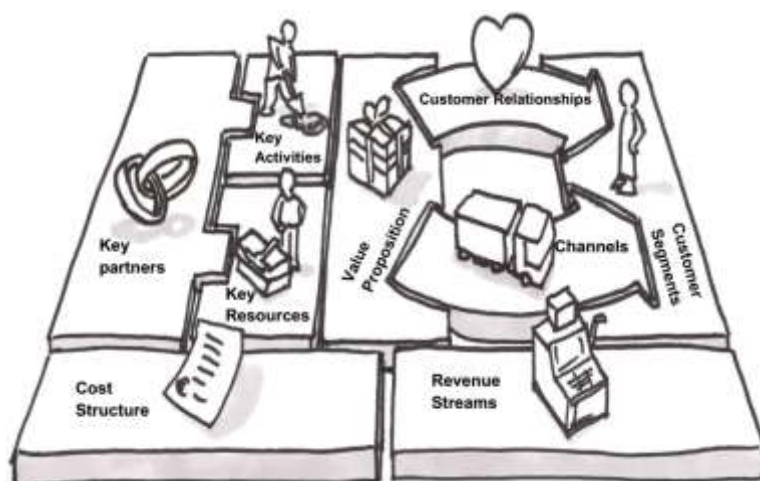 Customer Relationships
Key
Activities
Key
partners
Value
Proposition
Channels
Customer
Segments
Key
Resources
Cost
Structure
Revenue
Streams